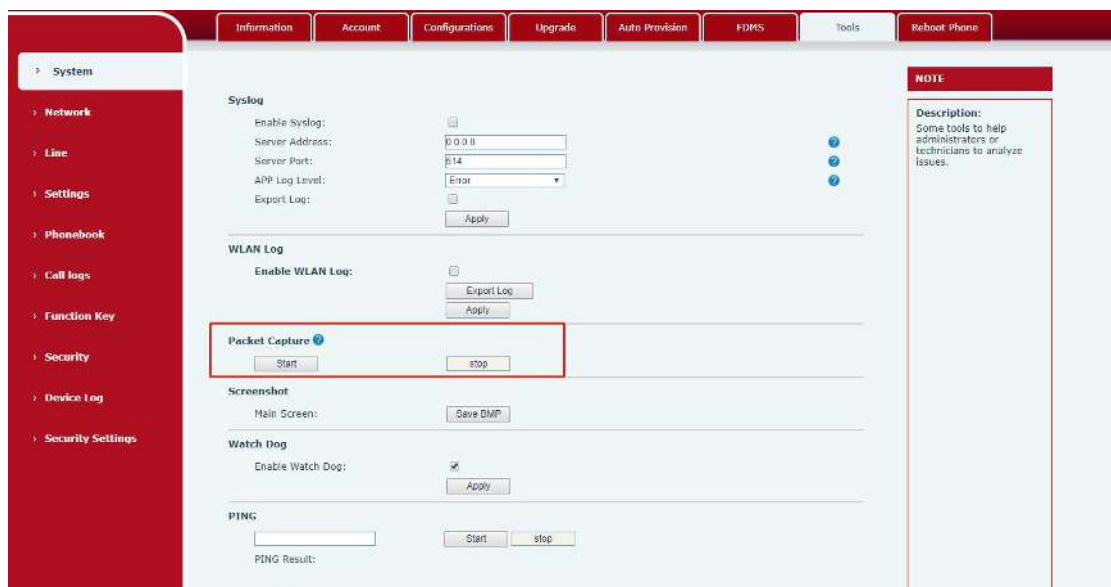 Information Account Configurations Upgrade Auto Provision FDMS Tools Reboot Phone
› System
› Network
› Line
› Settings
› Phonebook
› Call logs
› Function Key
› Security
› Device Log
› Security Settings
Syslog
Enable Syslog:
Server Address: 0.0.0.0
Server Port: 514
APP Log Level: Error
Export Log:
Apply
WLAN Log
Enable WLAN Log:
Export Log
Apply
Packet Capture ?
Start stop
Screenshot
Main Screen: Save BMP
Watch Dog
Enable Watch Dog:
Apply
PING
Start stop
PING Result:
NOTE
Description:
Some tools to help
administrators or
technicians to analyze
issues.